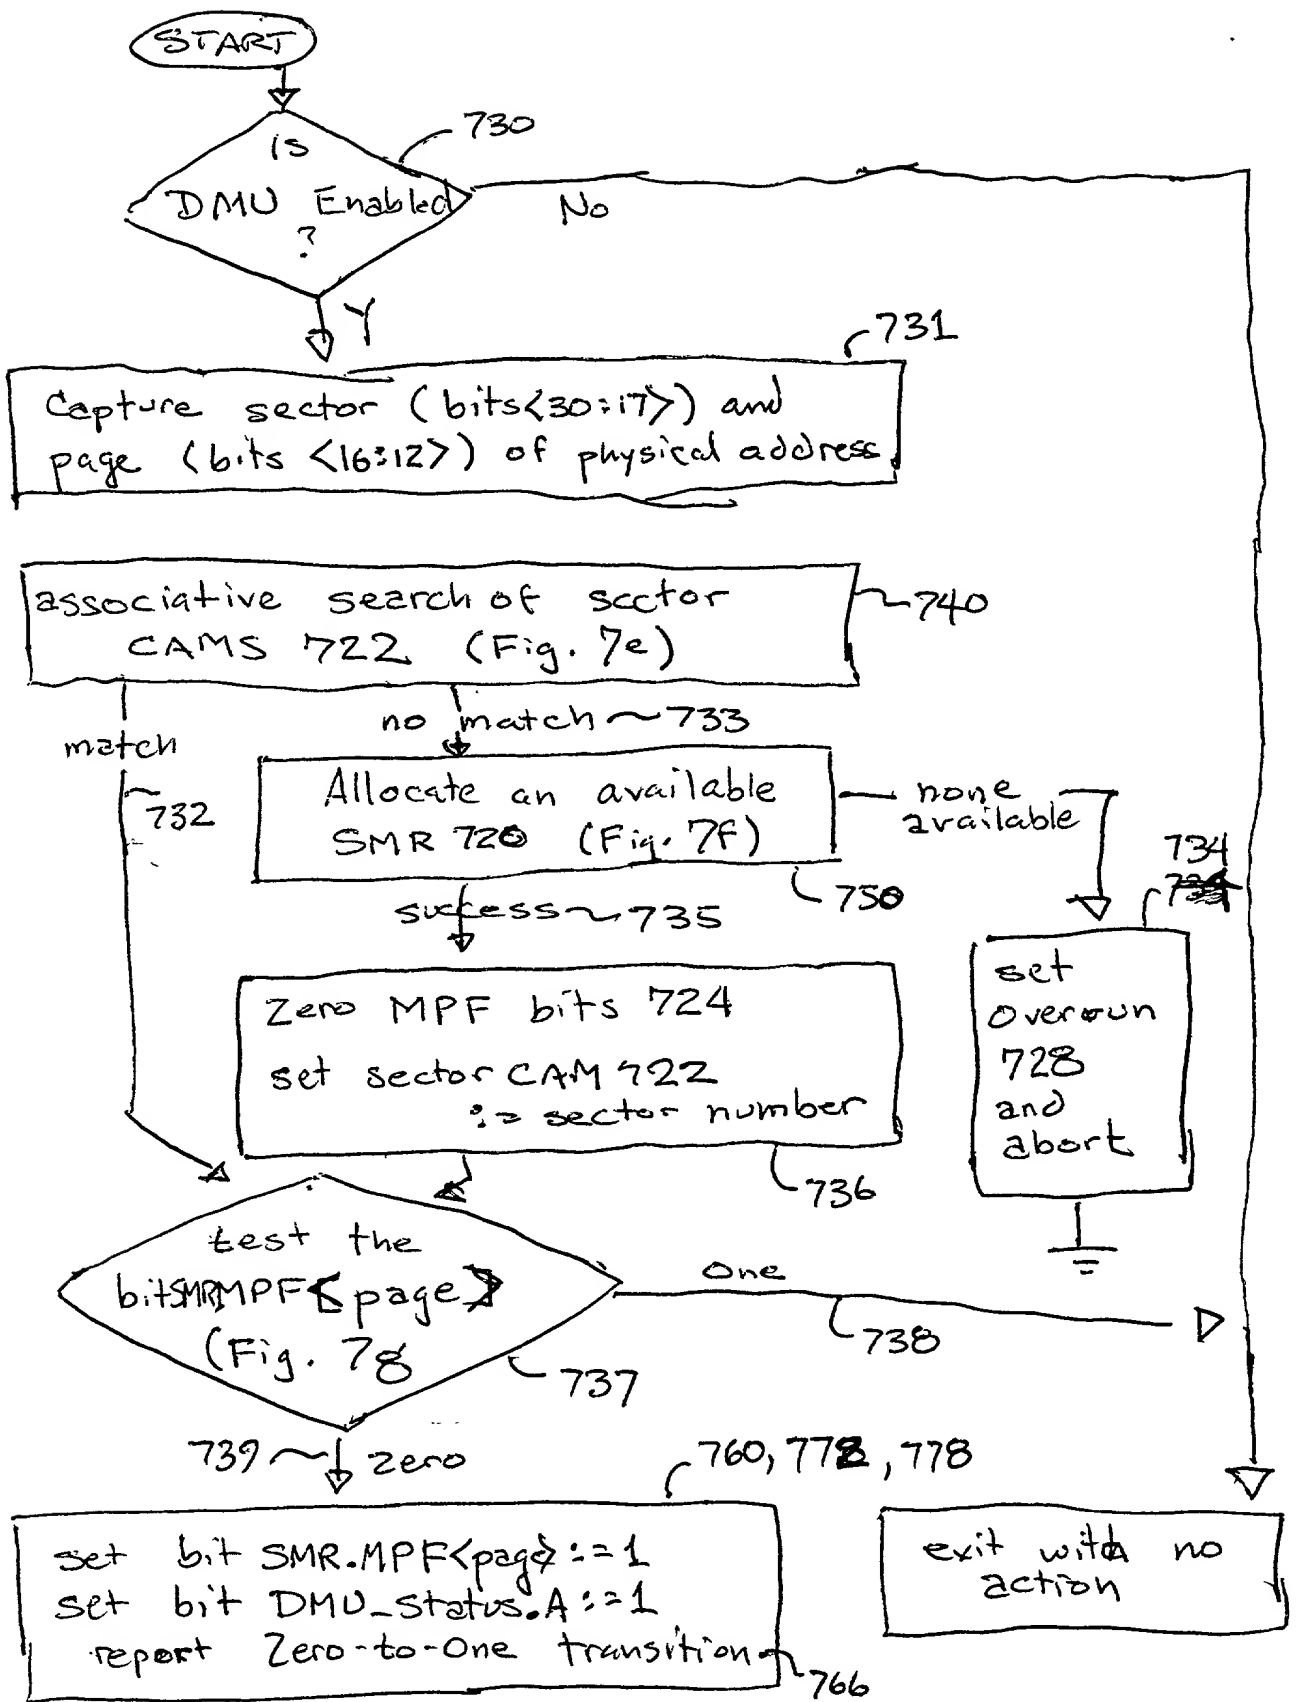 START
730
is
DMU Enabled
?
No
Y
731
Capture sector (bits<30:17>) and
page (bits <16:12>) of physical address
associative search of sector
CAMS 722 (Fig. 7e)
740
match
no match 733
732
Allocate an available
SMR 720 (Fig. 7f)
none
available
750
734
success 735
Zero MPF bits 724
set sector CAM 722
:= sector number
736
set
Overrun
728
and
abort
test the
bit SMR MPF<page>
(Fig. 7g
One
738
737
739 zero
760, 772, 778
set bit SMR.MPF<page> :=1
set bit DMU_Status.A :=1
report Zero-to-One transition
766
exit with no
action